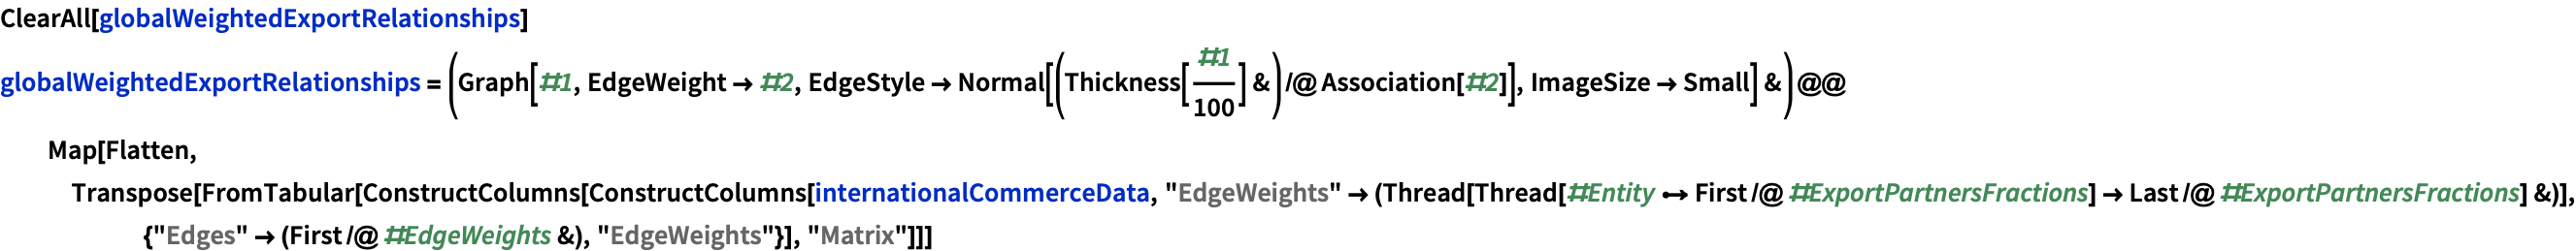 ClearAll[globalWeightedExportRelationships]
globalWeightedExportRelationships = (Graph[#1, EdgeWeight → #2, EdgeStyle → Normal[(Thickness[#1/100] &) /@ Association[#2]], ImageSize → Small] &) @@
Map[Flatten,
Transpose[FromTabular[ConstructColumns[ConstructColumns[internationalCommerceData, "EdgeWeights" → (Thread[Thread[#Entity ↦ First /@ #ExportPartnersFractions] → Last /@ #ExportPartnersFractions] &)],
{"Edges" → (First /@ #EdgeWeights &), "EdgeWeights"}], "Matrix"]]]